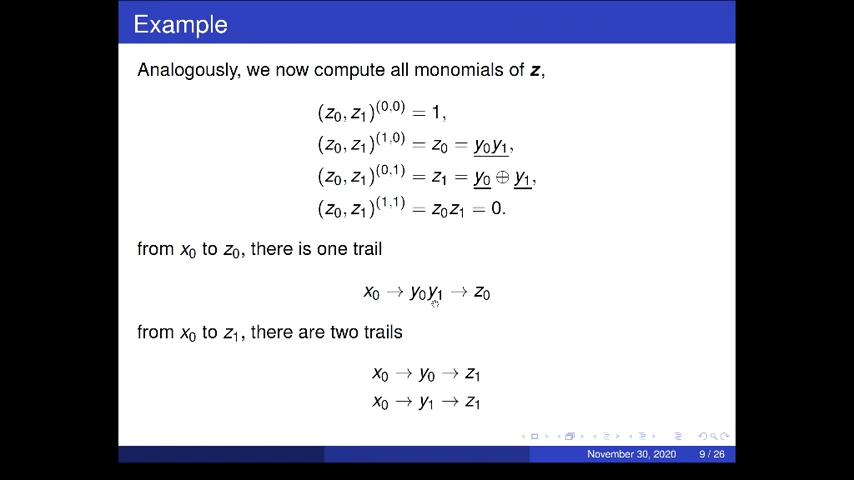 Example
Analogously, we now compute all monomials of z,
(z₀, z₁)⁽⁰,⁰⁾ = 1,
(z₀, z₁)⁽¹,⁰⁾ = z₀ = y₀y₁,
(z₀, z₁)⁽⁰,¹⁾ = z₁ = y₀ ⊕ y₁,
(z₀, z₁)⁽¹,¹⁾ = z₀z₁ = 0.
from x₀ to z₀, there is one trail
x₀ → y₀y₁ → z₀
from x₀ to z₁, there are two trails
x₀ → y₀ → z₁
x₀ → y₁ → z₁
November 30, 2020 9 / 26